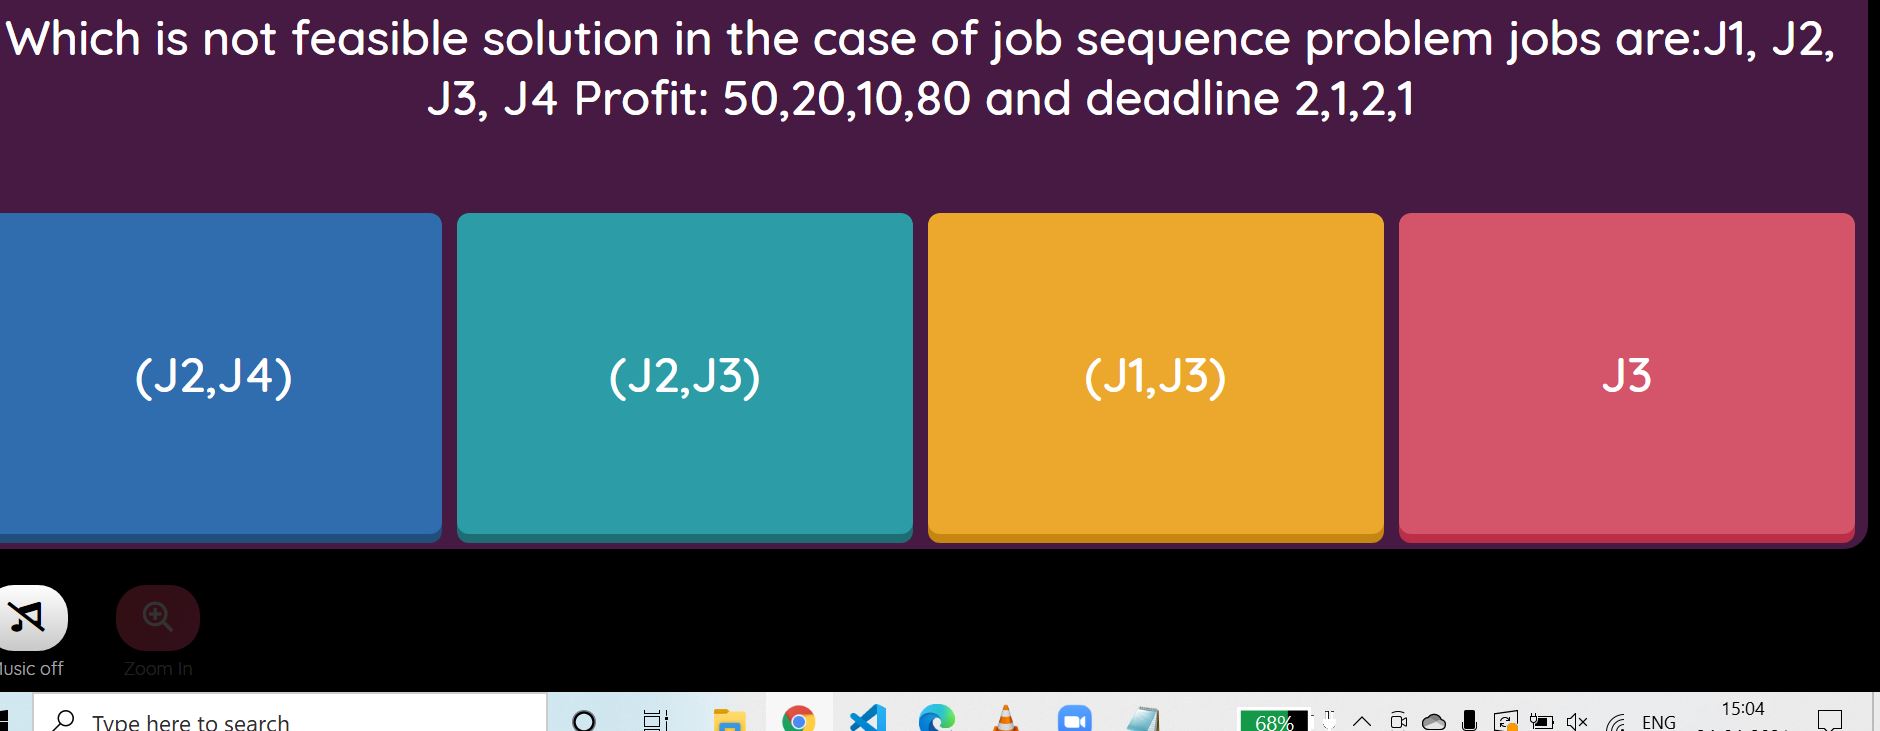 Which is not feasible solution in the case of job sequence problem jobs are:J1, J2,
J3, J4 Profit: 50,20,10,80 and deadline 2,1,2,1
(J2,J4)
(J2,J3)
(J1,J3)
J3
usic off
Zoom In
Type here to search
68%
ENG
15:04